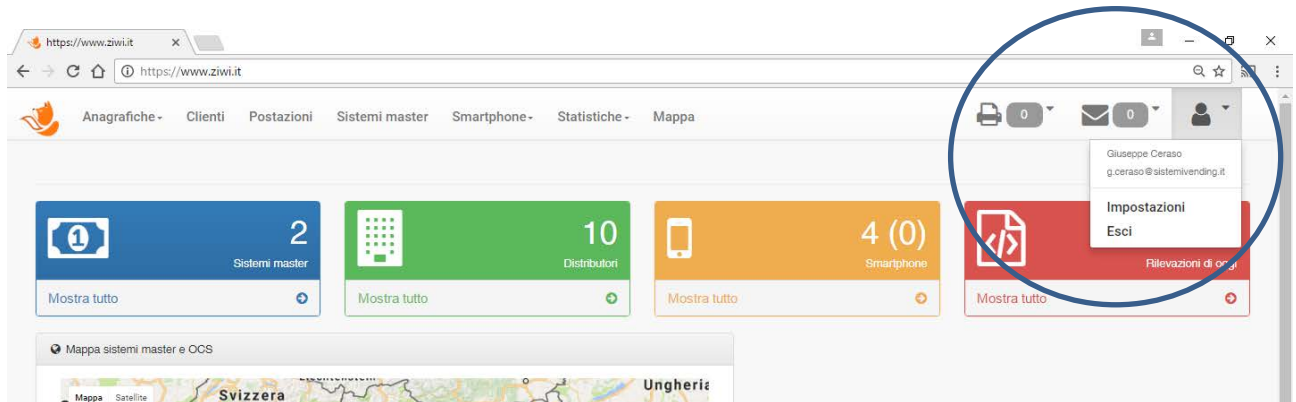 https://www.ziwi.it
https://www.ziwi.it
Anagrafiche Clienti Postazioni Sistemi master Smartphone Statistiche Mappa
0 0
Giuseppe Ceraso
g.ceraso@sistemivending.it
Impostazioni
Esci
1
2
Sistemi master
Mostra tutto
10
Distributori
Mostra tutto
4 (0)
Smartphone
Mostra tutto
Rilevazioni di oggi
Mostra tutto
Mappa sistemi master e OCS
Mappa Satellite
Svizzera
Ungheria